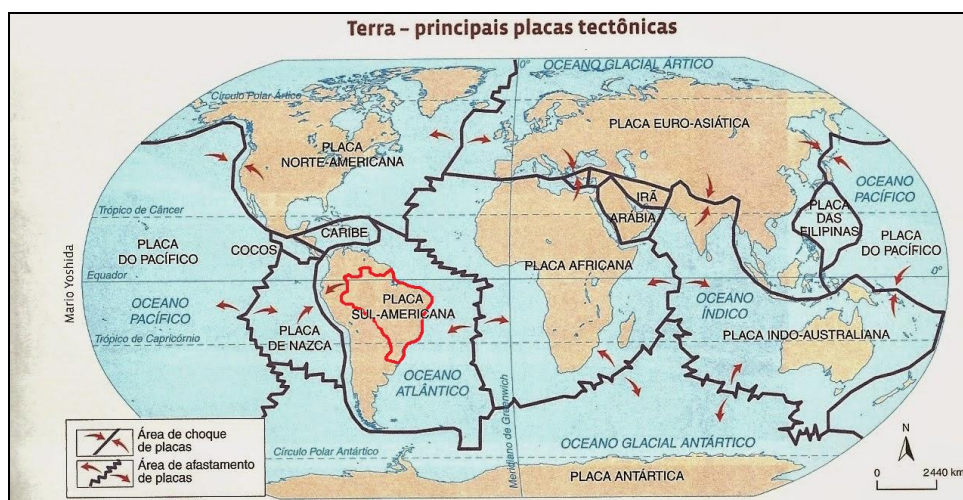 Terra – principais placas tectônicas
0°
OCEANO GLACIAL ÁRTICO
Círculo Polar Ártico
PLACA
NORTE-AMERICANA
PLACA EURO-ASIÁTICA
OCEANO
PACÍFICO
Trópico de Câncer
IRÃ
ARÁBIA
PLACA
DAS
FILIPINAS
PLACA
DO PACÍFICO
COCOS
CARIBE
PLACA
DO PACÍFICO
PLACA AFRICANA
Equador
0°
OCEANO
PACÍFICO
PLACA
SUL-AMERICANA
OCEANO
ÍNDICO
PLACA
DE NAZCA
PLACA INDO-AUSTRALIANA
Trópico de Capricórnio
OCEANO
ATLÂNTICO
Meridiano de Greenwich
Mario Yoshida
Área de choque
de placas
Área de afastamento
de placas
Círculo Polar Antártico
OCEANO GLACIAL ANTÁRTICO
PLACA ANTÁRTICA
N
0 2440 km